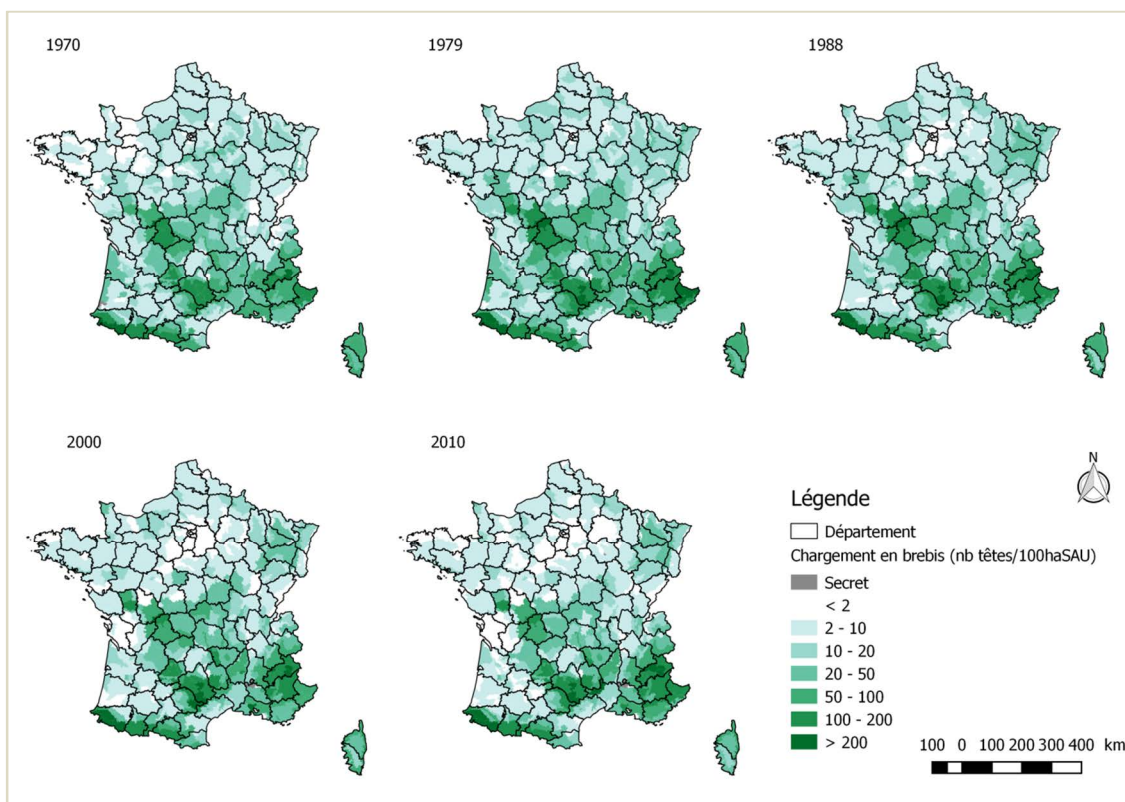 1970
1979
1988
2000
2010
N
Légende
Département
Chargement en brebis (nb têtes/100haSAU)
Secret
< 2
2 - 10
10 - 20
20 - 50
50 - 100
100 - 200
> 200
100 0 100 200 300 400 km